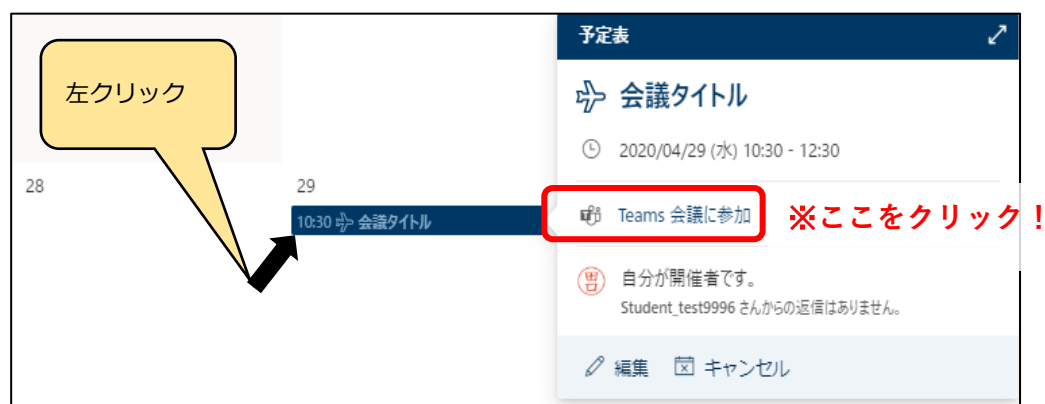 左クリック
28
29
10:30 会議タイトル
予定表
会議タイトル
2020/04/29 (水) 10:30 - 12:30
Teams 会議に参加
※ここをクリック！
自分が開催者です。
Student_test9996 さんからの返信はありません。
編集 キャンセル